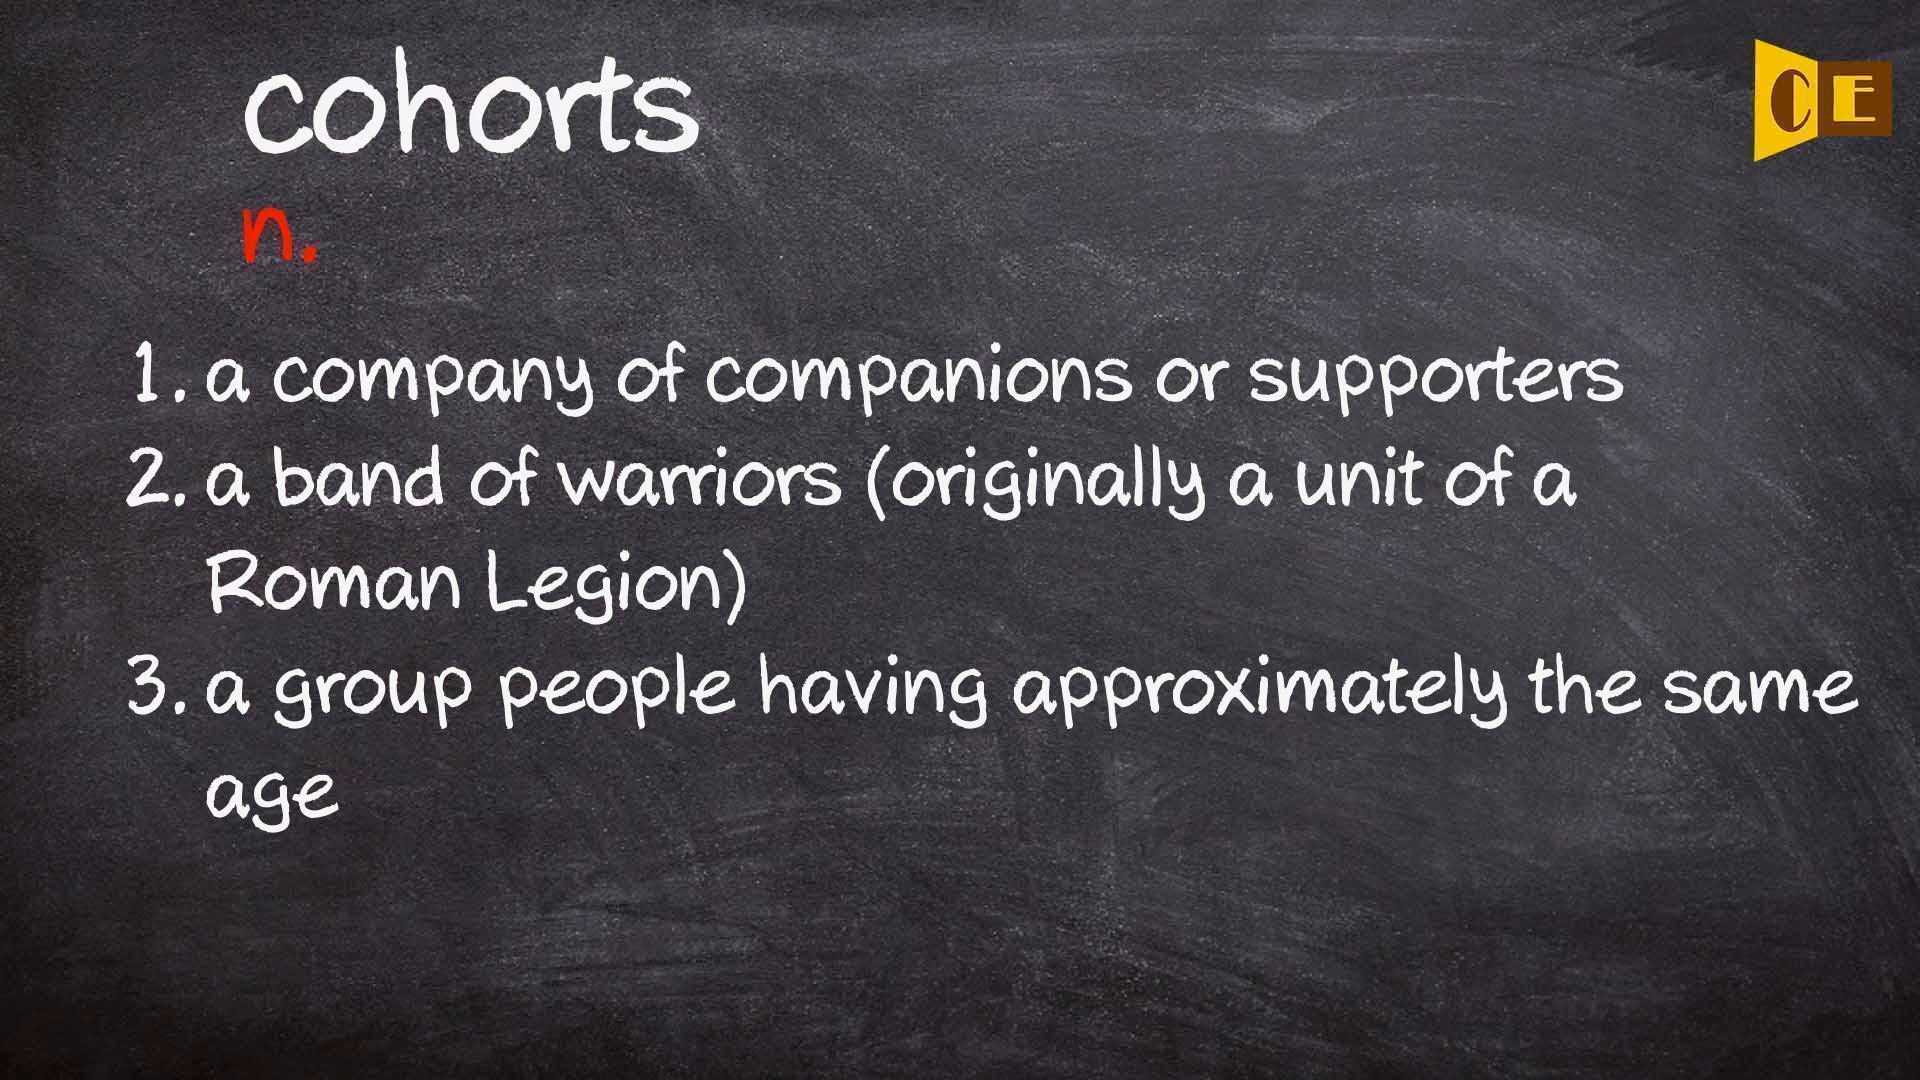 cohorts
CE
n.
1. a company of companions or supporters
2. a band of warriors (originally a unit of a
Roman Legion)
3. a group people having approximately the same
age